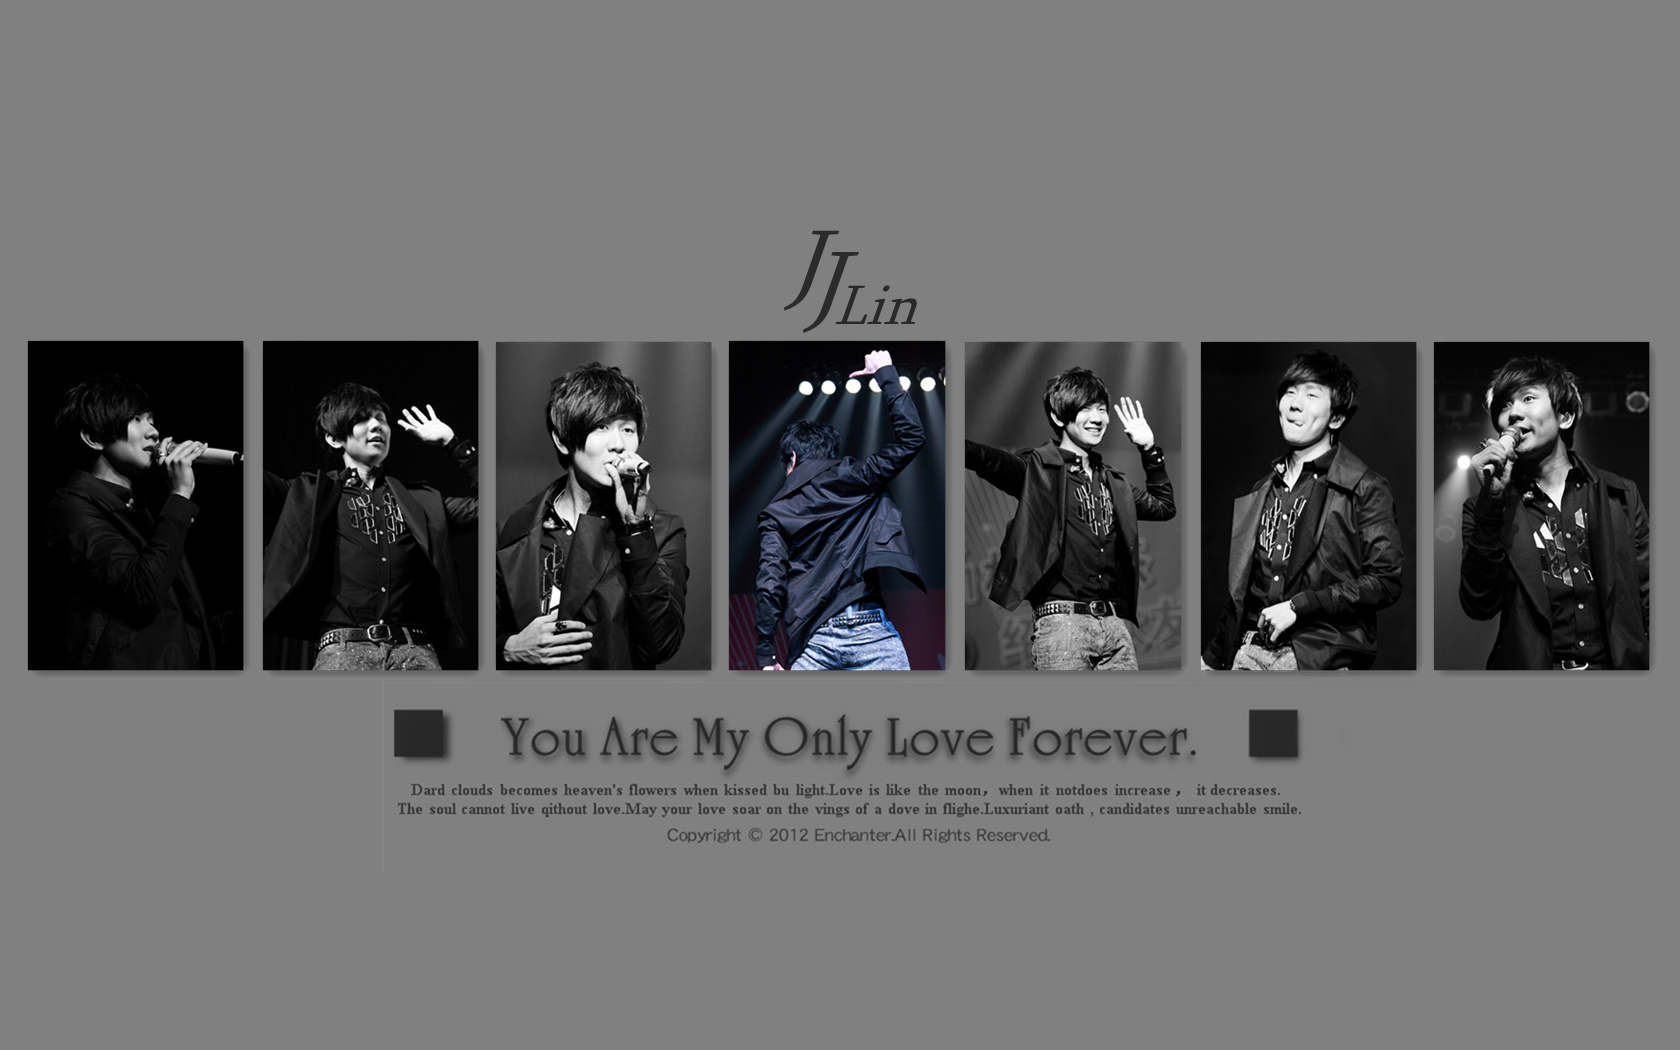 JJ Lin
You Are My Only Love Forever.
Dard clouds becomes heaven's flowers when kissed bu light.Love is like the moon, when it notdoes increase , it decreases.
The soul cannot live qithout love.May your love soar on the vings of a dove in flighe.Luxuriant oath , candidates unreachable smile.
Copyright © 2012 Enchanter.All Rights Reserved.